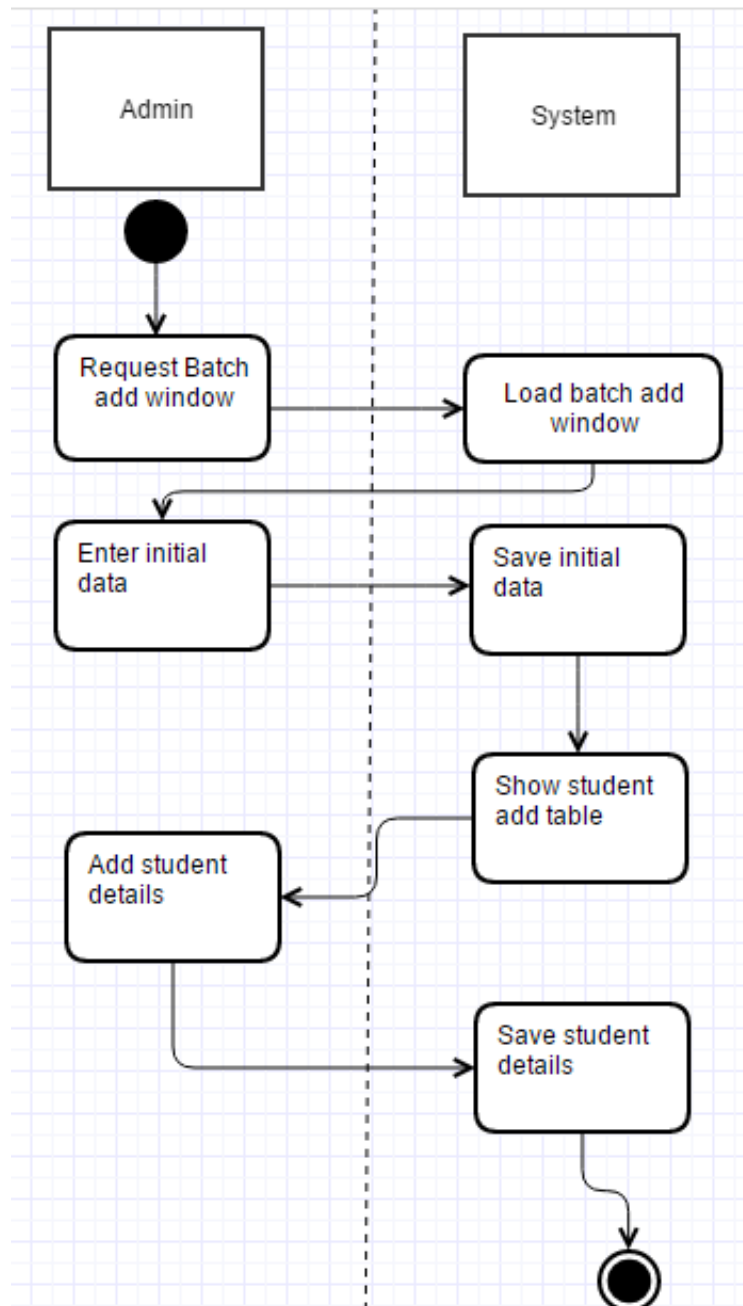 Admin
System
Request Batch
add window
Load batch add
window
Enter initial
data
Save initial
data
Show student
add table
Add student
details
Save student
details